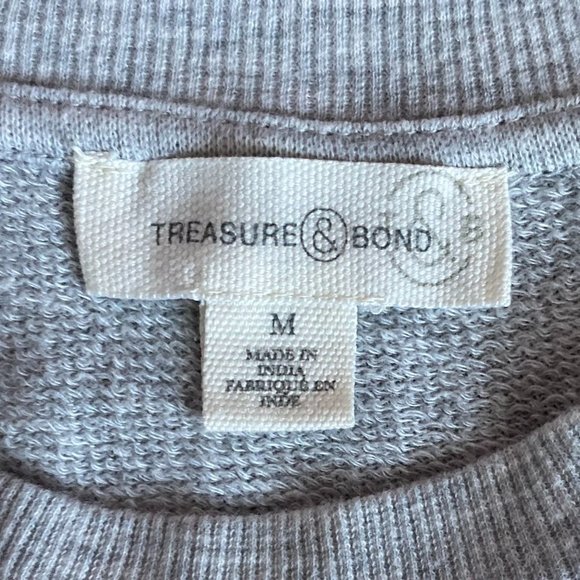 TREASURE & BOND
M
MADE IN
INDIA
FABRIQUÉ EN
INDE